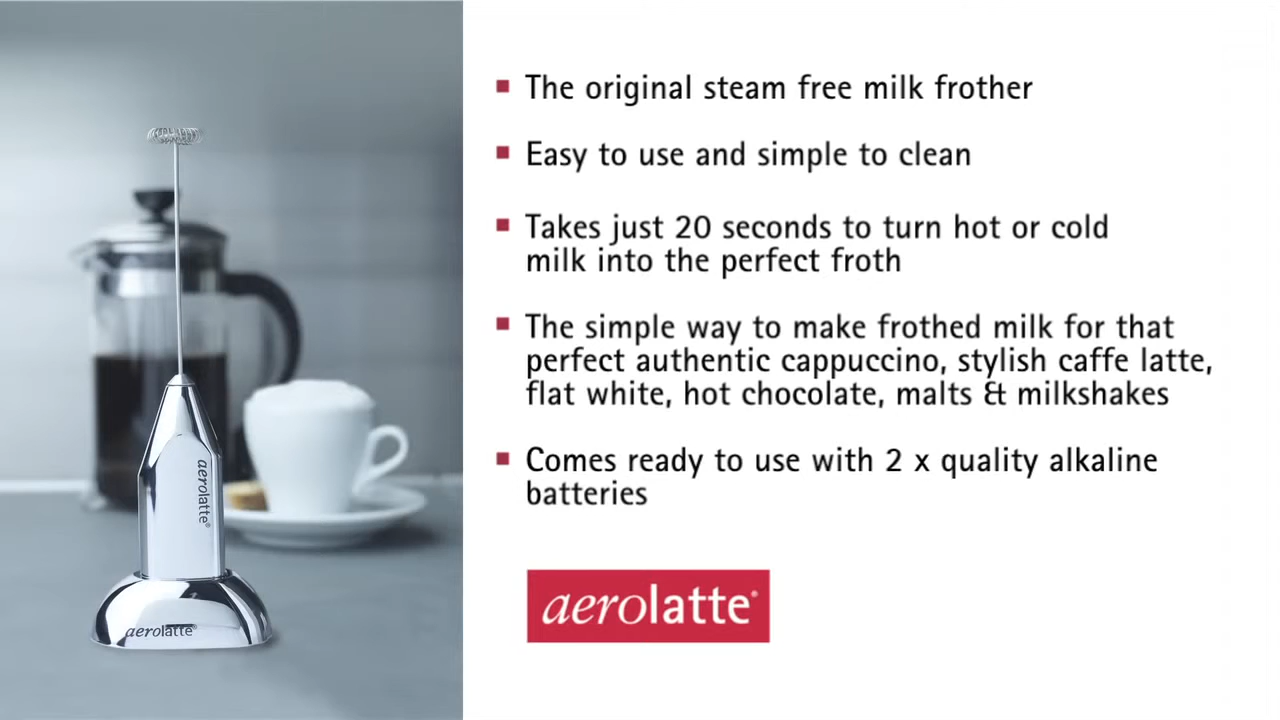 The original steam free milk frother
Easy to use and simple to clean
Takes just 20 seconds to turn hot or cold
milk into the perfect froth
The simple way to make frothed milk for that
perfect authentic cappuccino, stylish caffe latte,
flat white, hot chocolate, malts & milkshakes
Comes ready to use with 2 x quality alkaline
batteries
aerolatte®
aerolatte®
aerolatte®